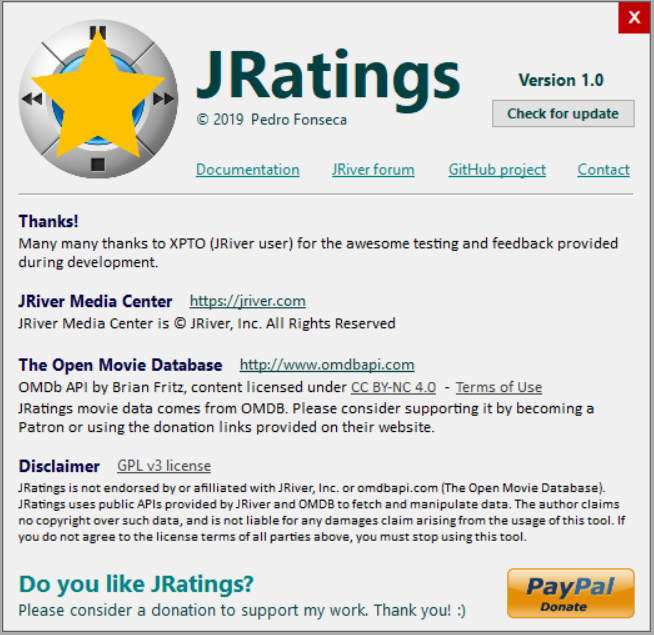 X
JRatings
Version 1.0
© 2019 Pedro Fonseca
Check for update
Documentation JRiver forum GitHub project Contact
Thanks!
Many many thanks to XPTO (JRiver user) for the awesome testing and feedback provided
during development.
JRiver Media Center https://jriver.com
JRiver Media Center is © JRiver, Inc. All Rights Reserved
The Open Movie Database http://www.omdbapi.com
OMDb API by Brian Fritz, content licensed under CC BY-NC 4.0 - Terms of Use
JRatings movie data comes from OMDB. Please consider supporting it by becoming a
Patron or using the donation links provided on their website.
Disclaimer GPL v3 license
JRatings is not endorsed by or afilliated with JRiver, Inc. or omdbapi.com (The Open Movie Database).
JRatings uses public APIs provided by JRiver and OMDB to fetch and manipulate data. The author claims
no copyright over such data, and is not liable for any damages claim arising from the usage of this tool. If
you do not agree to the license terms of all parties above, you must stop using this tool.
Do you like JRatings?
Please consider a donation to support my work. Thank you! :)
PayPal
Donate